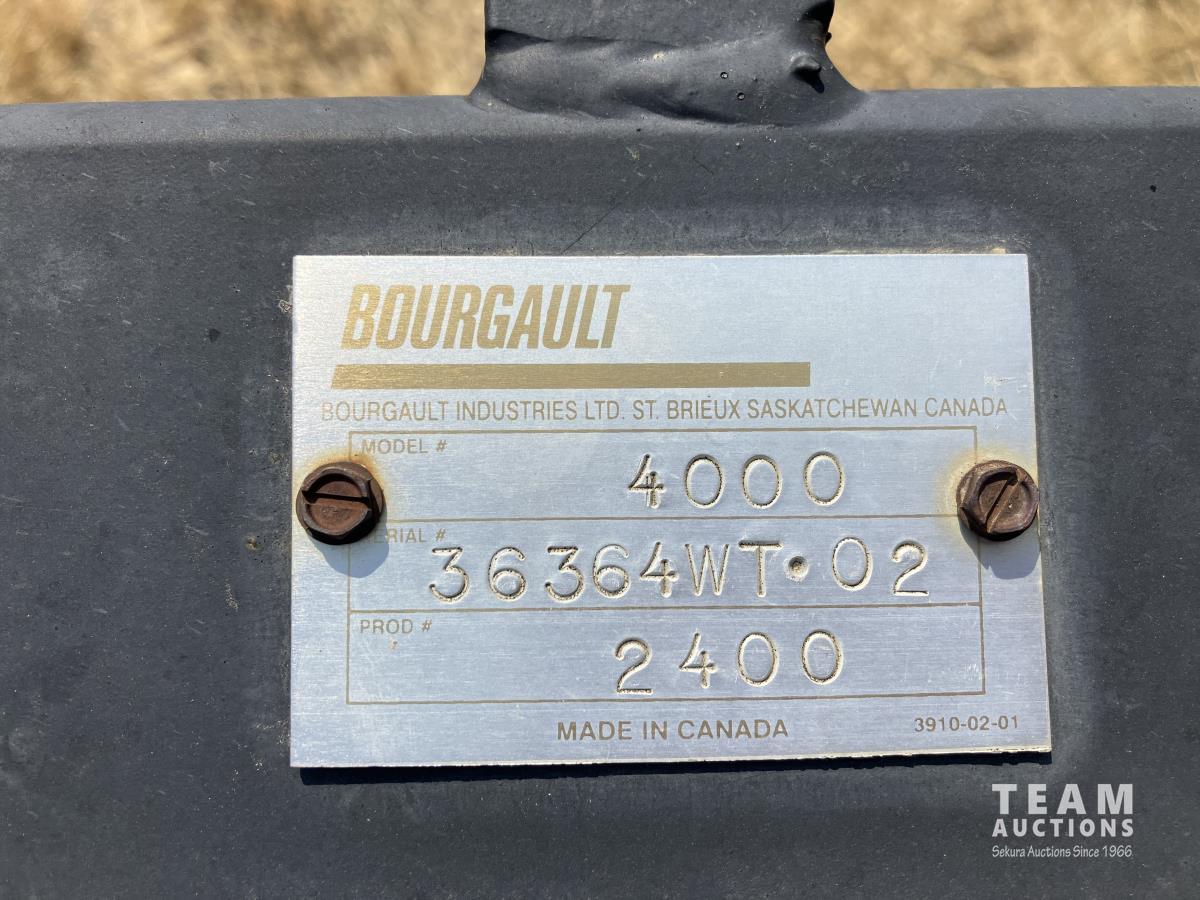 BOURGAULT
BOURGAULT INDUSTRIES LTD. ST. BRIEUX SASKATCHEWAN CANADA
MODEL #
4000
SERIAL #
36364WT•02
PROD #
2400
MADE IN CANADA
3910-02-01
TEAM
AUCTIONS
Sekura Auctions Since 1966